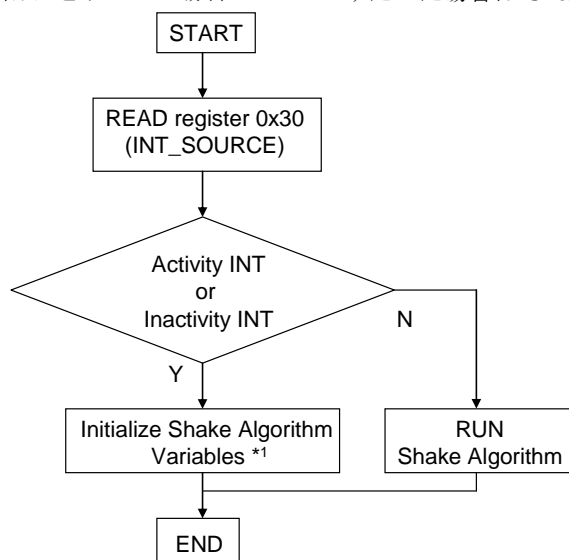 START
READ register 0x30
(INT_SOURCE)
Activity INT
or
Inactivity INT
N
Y
Initialize Shake Algorithm
Variables *1
RUN
Shake Algorithm
END